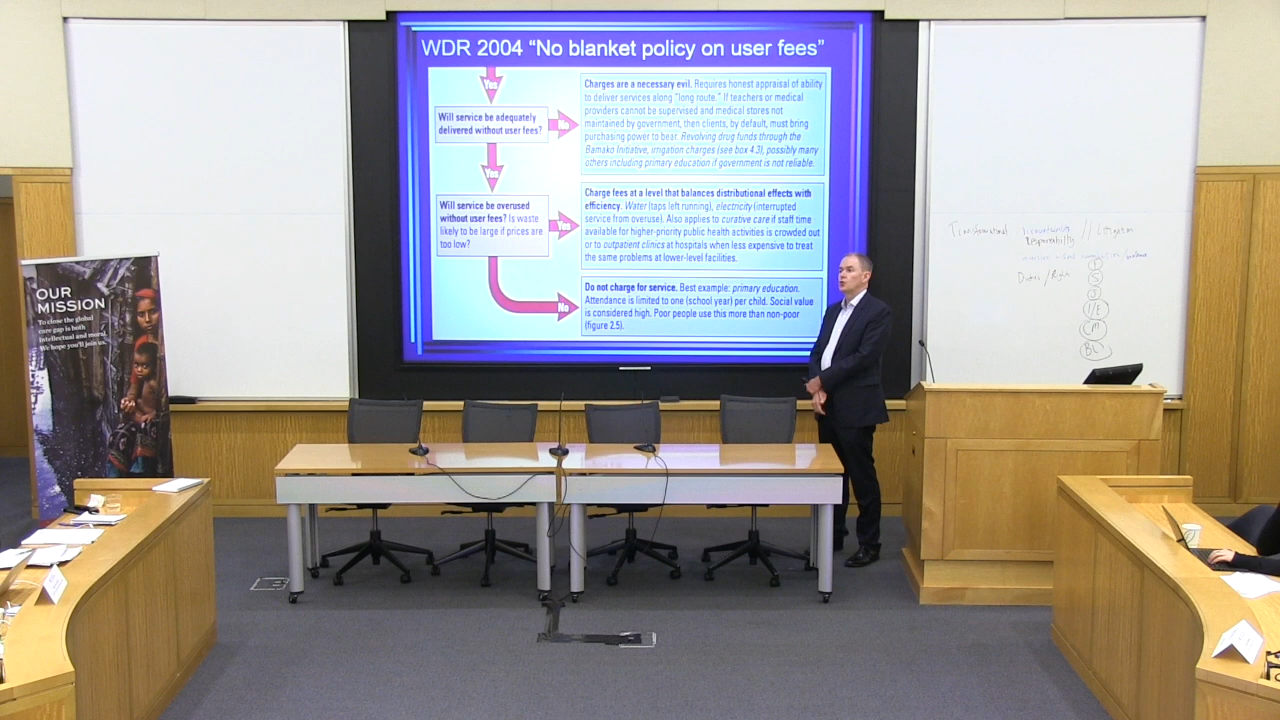 WDR 2004 “No blanket policy on user fees”
Yes
Will service be adequately
delivered without user fees?
No
Charges are a necessary evil. Requires honest appraisal of ability
to deliver services along “long route.” If teachers or medical
providers cannot be supervised and medical stores not
maintained by government, then clients, by default, must bring
purchasing power to bear. Revolving drug funds through the
Bamako Initiative, irrigation charges (see box 4.3), possibly many
others including primary education if government is not reliable.
Yes
Will service be overused
without user fees? Is waste
likely to be large if prices are
too low?
Yes
Charge fees at a level that balances distributional effects with
efficiency. Water (taps left running), electricity (interrupted
service from overuse). Also applies to curative care if staff time
available for higher-priority public health activities is crowded out
or to outpatient clinics at hospitals when less expensive to treat
the same problems at lower-level facilities.
No
Do not charge for service. Best example: primary education.
Attendance is limited to one (school year) per child. Social value
is considered high. Poor people use this more than non-poor
(figure 2.5).
OUR
MISSION
To close the global
care gap is both
intellectual and moral.
We hope you'll join us.
Transformational
// Litigation
Responsibility
Duties / Rights